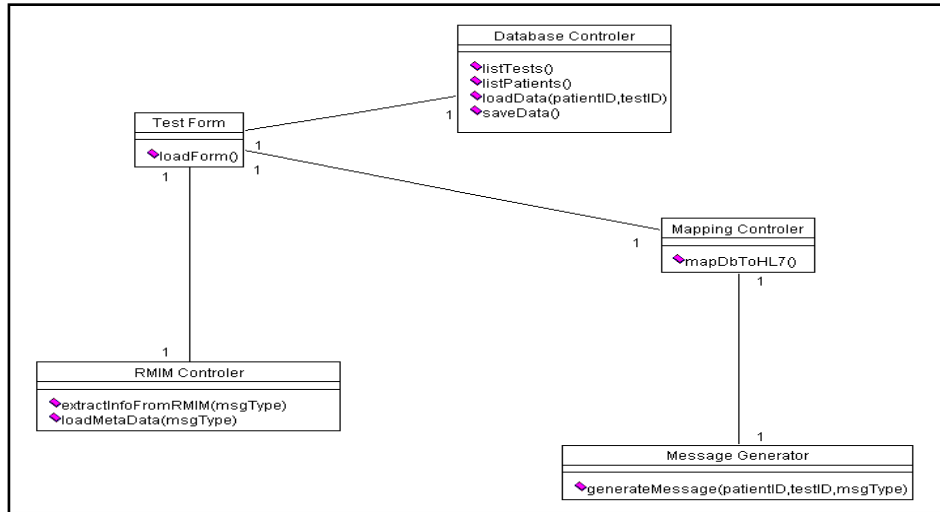 Database Controler
listTests()
listPatients()
loadData(patientID,testID)
saveData()
1
Test Form
loadForm()
1
1
1
Mapping Controler
mapDbToHL7()
1
1
1
RMIM Controler
extractInfoFromRMIM(msgType)
loadMetaData(msgType)
1
Message Generator
generateMessage(patientID,testID,msgType)